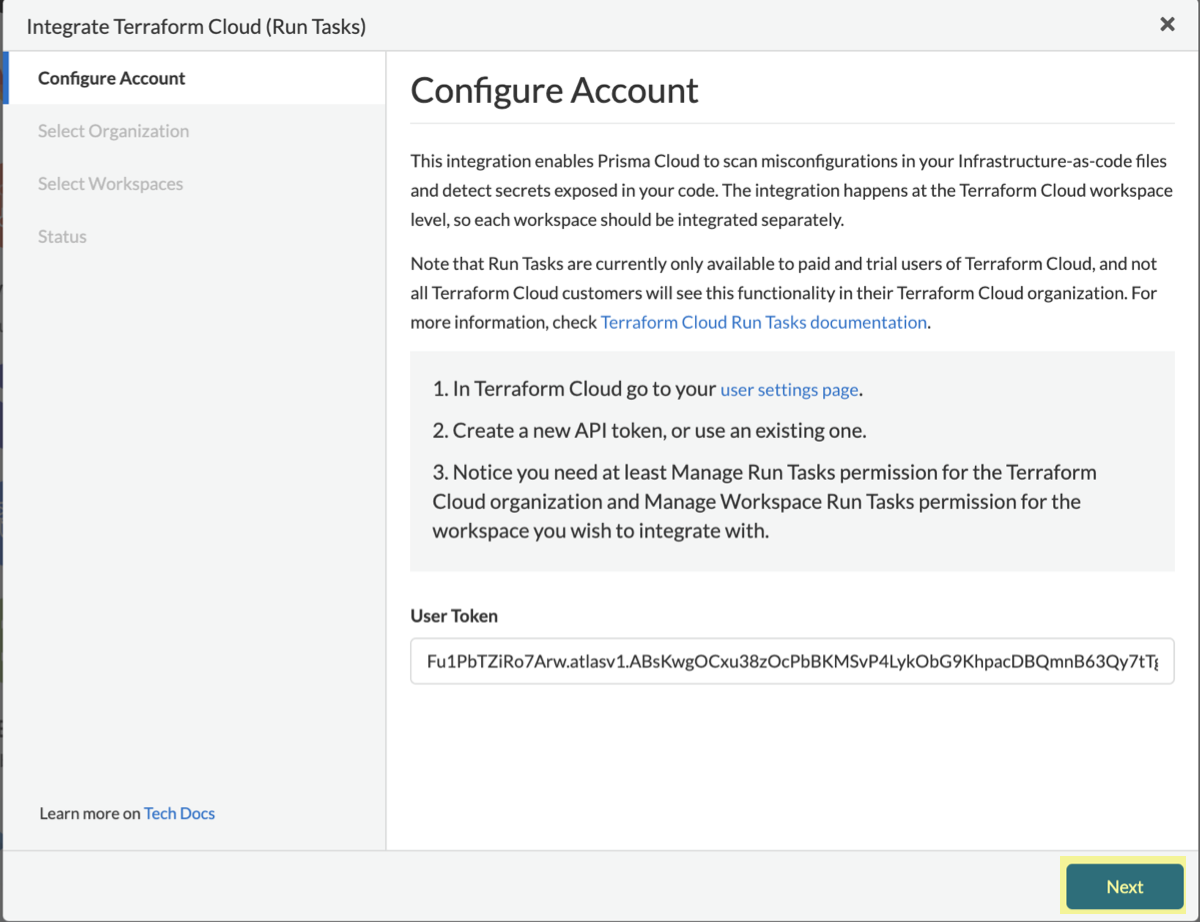 Integrate Terraform Cloud (Run Tasks)
Configure Account
Select Organization
Select Workspaces
Status
Learn more on Tech Docs
Configure Account
This integration enables Prisma Cloud to scan misconfigurations in your Infrastructure-as-code files
and detect secrets exposed in your code. The integration happens at the Terraform Cloud workspace
level, so each workspace should be integrated separately.
Note that Run Tasks are currently only available to paid and trial users of Terraform Cloud, and not
all Terraform Cloud customers will see this functionality in their Terraform Cloud organization. For
more information, check Terraform Cloud Run Tasks documentation.
1. In Terraform Cloud go to your user settings page.
2. Create a new API token, or use an existing one.
3. Notice you need at least Manage Run Tasks permission for the Terraform
Cloud organization and Manage Workspace Run Tasks permission for the
workspace you wish to integrate with.
User Token
Fu1PbTZiRo7Arw.atlasv1.ABsKwgOCxu38zOcPbBKMSvP4LykObG9KhpacDBQmnB63Qy7tTg
Next